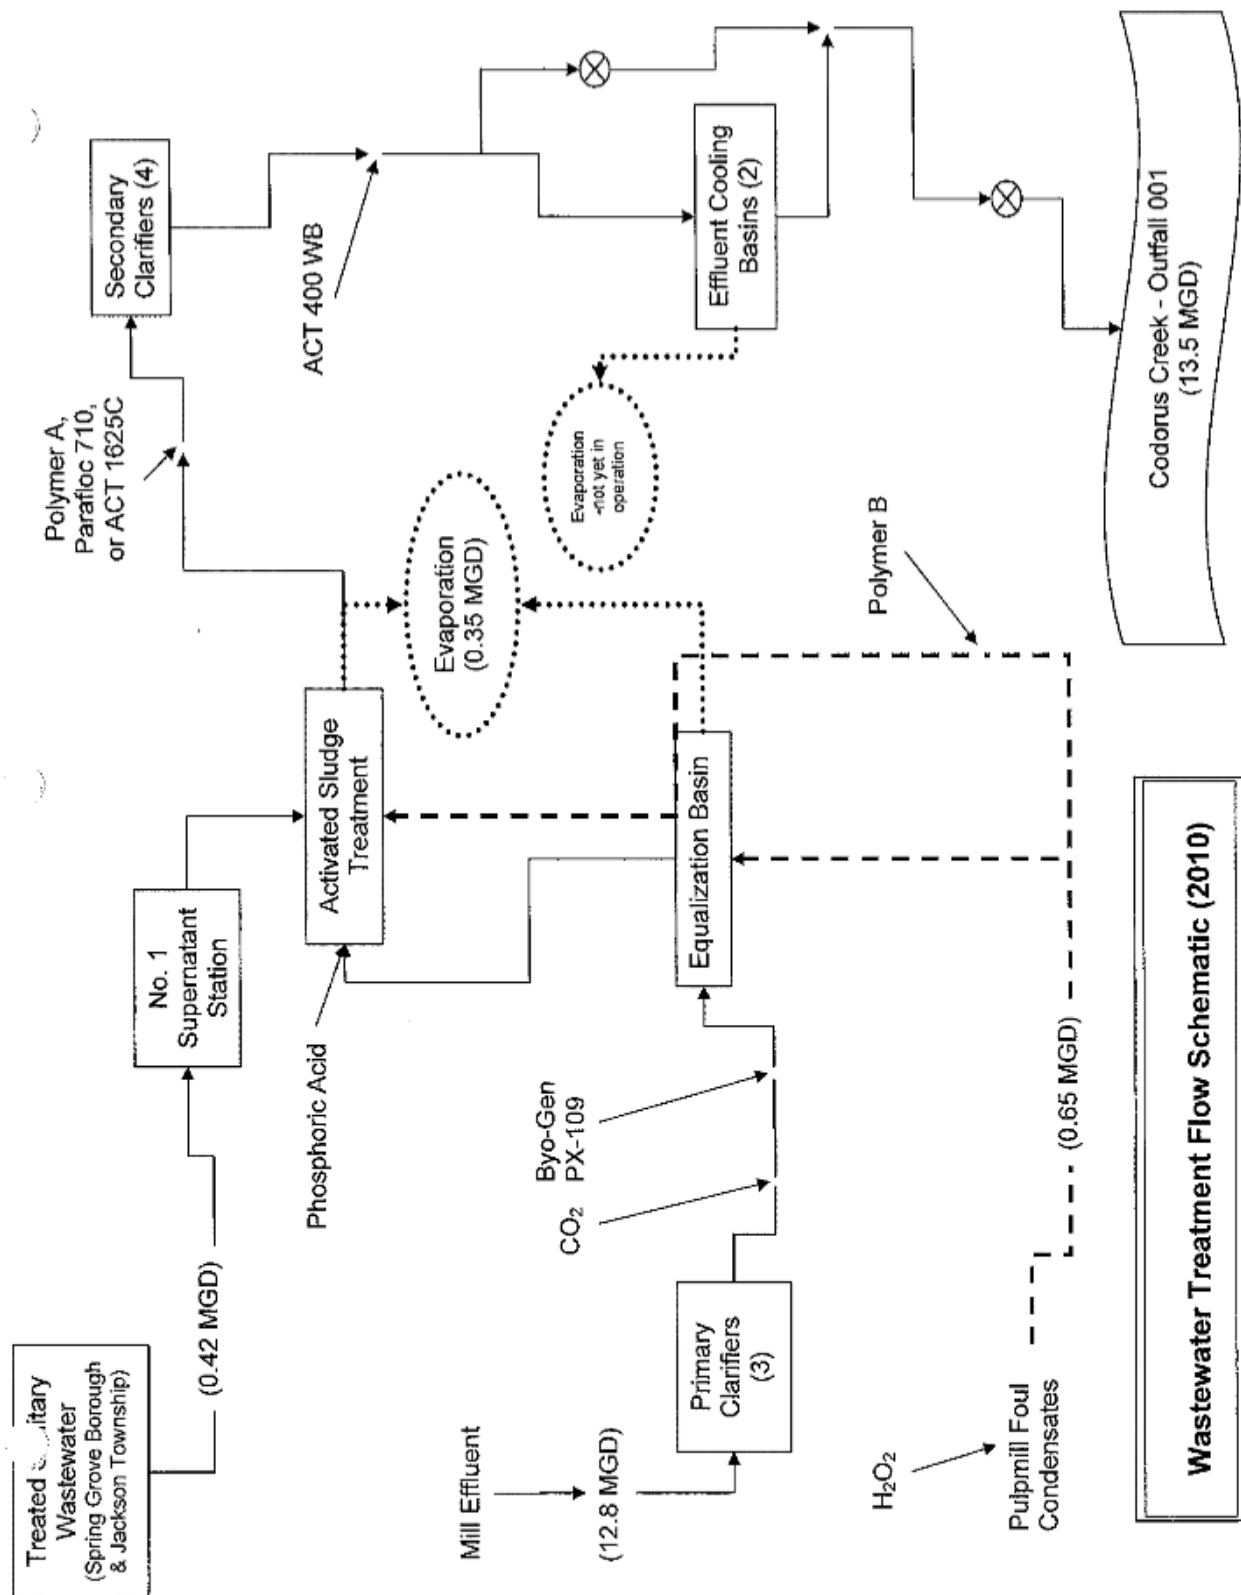 Treated
Wastewater
(Spring Grove Borough
& Jackson Township)
(0.42 MGD)
No. 1
Supernatant
Station
Phosphoric Acid
Activated Sludge
Treatment
Polymer A,
Parafloc 710,
or ACT 1625C
Secondary
Clarifiers (4)
ACT 400 WB
Mill Effluent
(12.8 MGD)
Primary
Clarifiers
(3)
CO₂
Byo-Gen
PX-109
Equalization Basin
Evaporation
(0.35 MGD)
Evaporation
-not yet in
operation
Effluent Cooling
Basins (2)
H₂O₂
Pulpmill Foul
Condensates
(0.65 MGD)
Polymer B
Codorus Creek - Outfall 001
(13.5 MGD)
Wastewater Treatment Flow Schematic (2010)